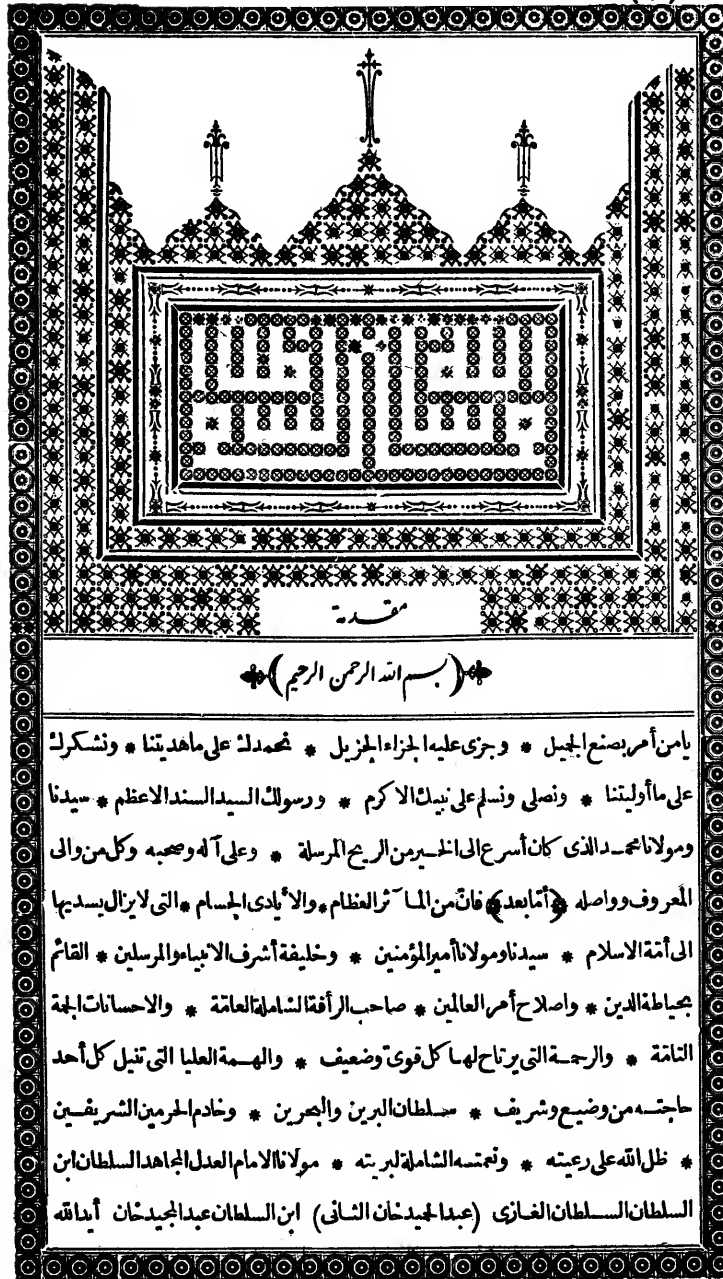 مقدمة
﴿بسم الله الرحمن الرحيم﴾
يا من أمر بصنع الجميل * وجزى عليه الجزاء الجزيل * نحمدك على ما هديتنا * ونشكرك
على ما أوليتنا * ونصلى ونسلم على نبيك الاكرم * ورسولك السيد السند الاعظم * سيدنا
ومولانا محمد الذى كان أسرع الى الخير من الريح المرسلة * وعلى آله وصحبه وكل من والى
المعروف وواصله ﴿أما بعد﴾ فان من المآثر العظام * والأيادى الجسام * التى لا يزال يسديها
الى أمة الاسلام * سيدنا ومولانا أمير المؤمنين * وخليفة أشرف الانبياء والمرسلين * القائم
بحياطة الدين * واصلاح أمر العالمين * صاحب الرأفة الشاملة العامة * والاحسانات الجمة
التامة * والرحمة التى يرتاح لها كل قوى وضعيف * والهمة العليا التى تنيل كل أحد
حاجته من وضيع وشريف * سلطان البرين والبحرين * وخادم الحرمين الشريفين
* ظل الله على رعيته * ونعمته الشاملة لبريته * مولانا الامام العدل المجاهد السلطان ابن
السلطان السلطان الغازى (عبد الحميد خان الثانى) ابن السلطان عبد المجيد خان أيد الله